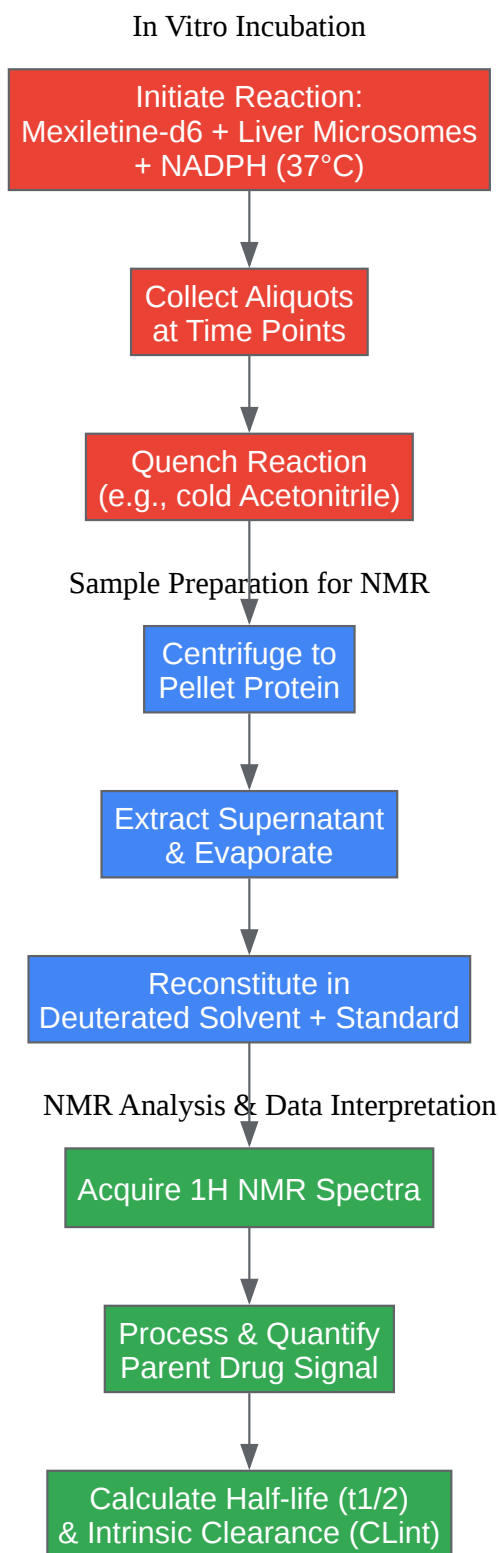 In Vitro Incubation
Initiate Reaction:
Mexiletine-d6 + Liver Microsomes
+ NADPH (37°C)
Collect Aliquots
at Time Points
Quench Reaction
(e.g., cold Acetonitrile)
Sample Preparation for NMR
Centrifuge to
Pellet Protein
Extract Supernatant
& Evaporate
Reconstitute in
Deuterated Solvent + Standard
NMR Analysis & Data Interpretation
Acquire 1H NMR Spectra
Process & Quantify
Parent Drug Signal
Calculate Half-life (t1/2)
& Intrinsic Clearance (CLint)